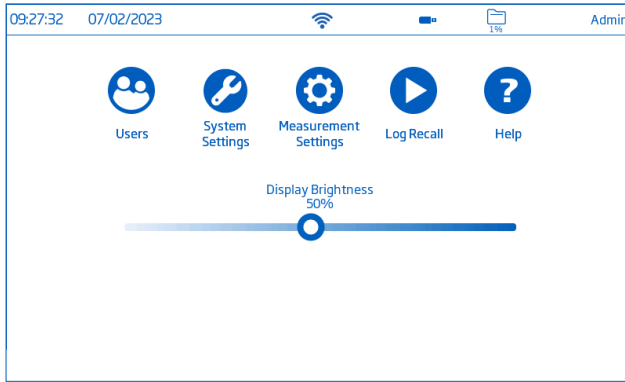 09:27:32 07/02/2023 1% Admin
Users
System Settings
Measurement Settings
Log Recall
Help
Display Brightness
50%